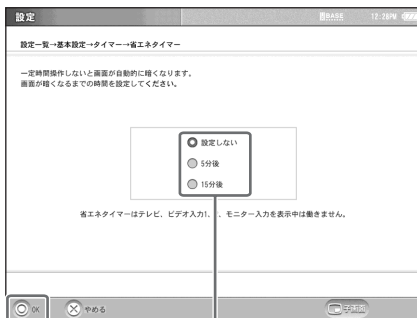 設定
BASE 12:28PM
設定一覧→基本設定→タイマー→省エネタイマー
一定時間操作しないと画面が自動的に暗くなります。
画面が暗くなるまでの時間を設定してください。
設定しない
5分後
15分後
省エネタイマーはテレビ、ビデオ入力1、、モニター入力を表示中は働きません。
OK
やめる
子画面